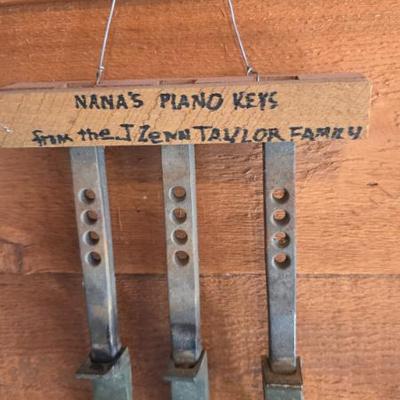 NANA'S PIANO KEYS
from the J Lenn TAYLOR FAMILY